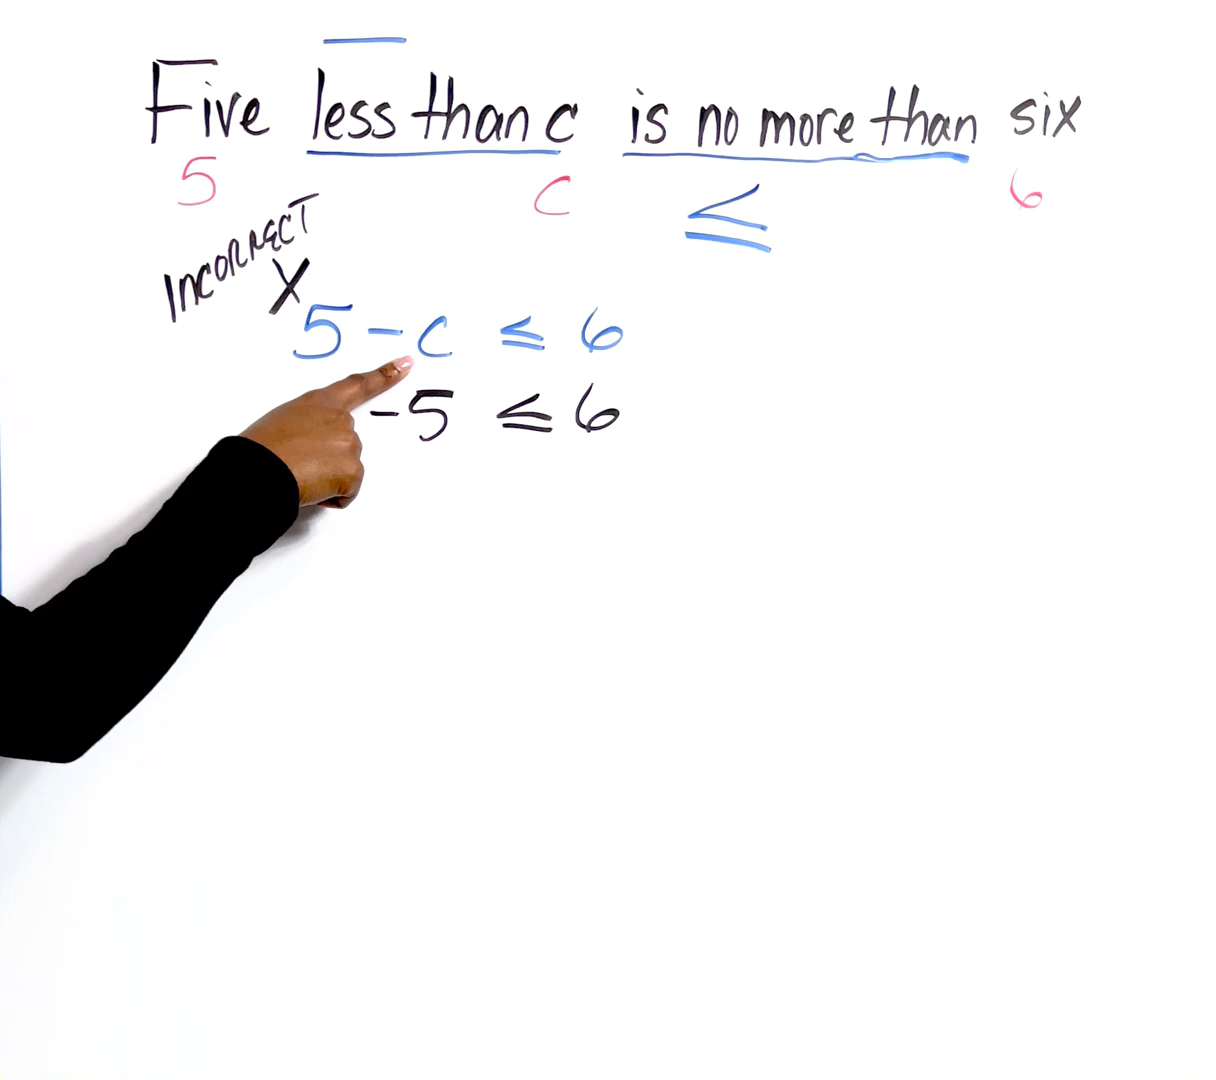 Five less than c is no more than six
5 c ≤ 6
INCORRECT
X
5 - c ≤ 6
-5 ≤ 6